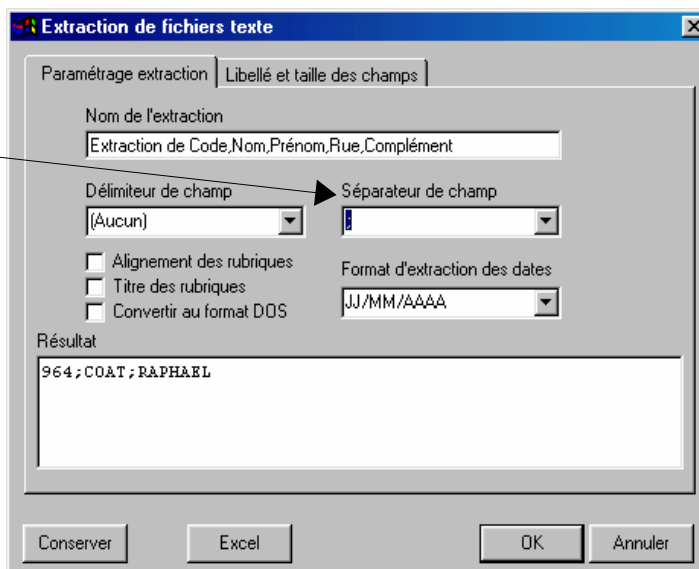 Extraction de fichiers texte
Paramétrage extraction Libellé et taille des champs
Nom de l'extraction
Extraction de Code,Nom,Prénom,Rue,Complément
Délimiteur de champ Séparateur de champ
(Aucun) ;
Alignement des rubriques
Titre des rubriques
Convertir au format DOS
Format d'extraction des dates
JJ/MM/AAAA
Résultat
964;COAT;RAPHAEL
Conserver Excel OK Annuler